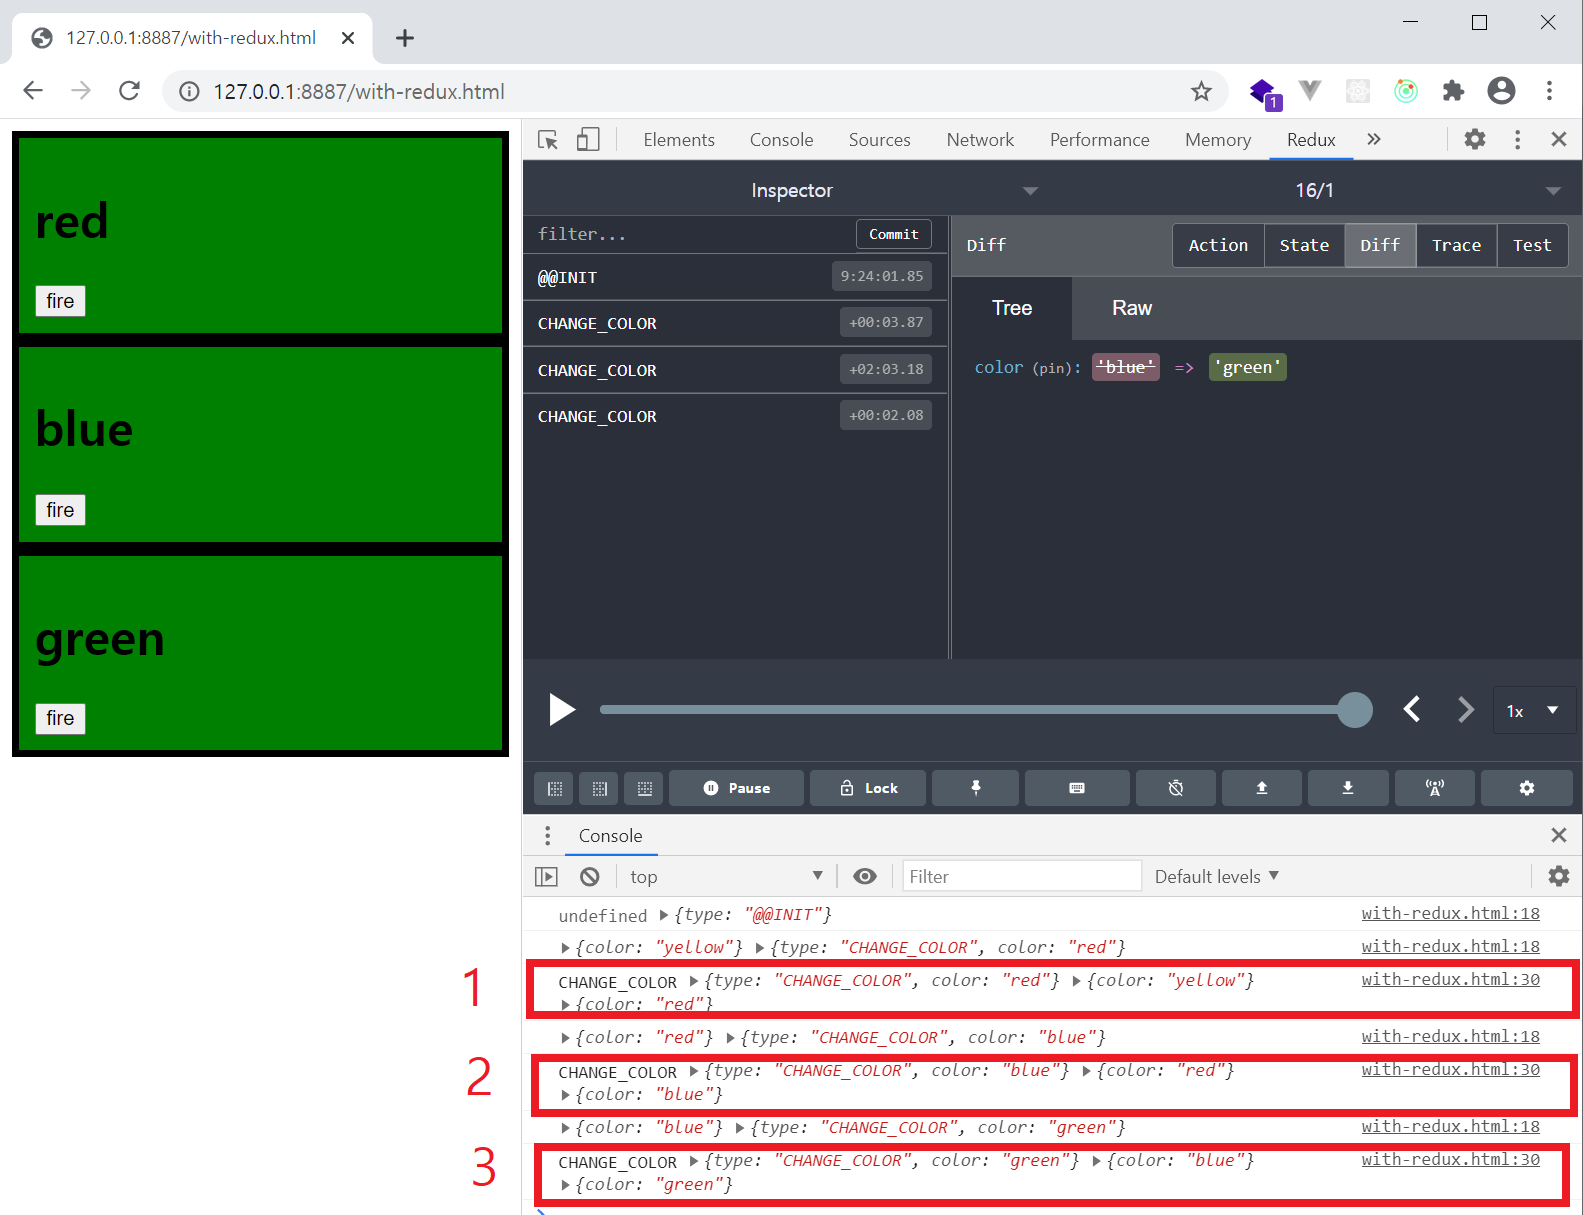 127.0.0.1:8887/with-redux.html
127.0.0.1:8887/with-redux.html
1
red
fire
blue
fire
green
fire
Elements Console Sources Network Performance Memory Redux
Inspector 16/1
filter... Commit
@@INIT 9:24:01.85
CHANGE_COLOR +00:03.87
CHANGE_COLOR +02:03.18
CHANGE_COLOR +00:02.08
Diff Action State Diff Trace Test
Tree Raw
color (pin): 'blue' => 'green'
1x
Pause Lock
Console
top Filter Default levels
undefined {type: "@@INIT"} with-redux.html:18
{color: "yellow"} {type: "CHANGE_COLOR", color: "red"} with-redux.html:18
1
CHANGE_COLOR {type: "CHANGE_COLOR", color: "red"} {color: "yellow"} with-redux.html:30
{color: "red"}
{color: "red"} {type: "CHANGE_COLOR", color: "blue"} with-redux.html:18
2
CHANGE_COLOR {type: "CHANGE_COLOR", color: "blue"} {color: "red"} with-redux.html:30
{color: "blue"}
{color: "blue"} {type: "CHANGE_COLOR", color: "green"} with-redux.html:18
3
CHANGE_COLOR {type: "CHANGE_COLOR", color: "green"} {color: "blue"} with-redux.html:30
{color: "green"}